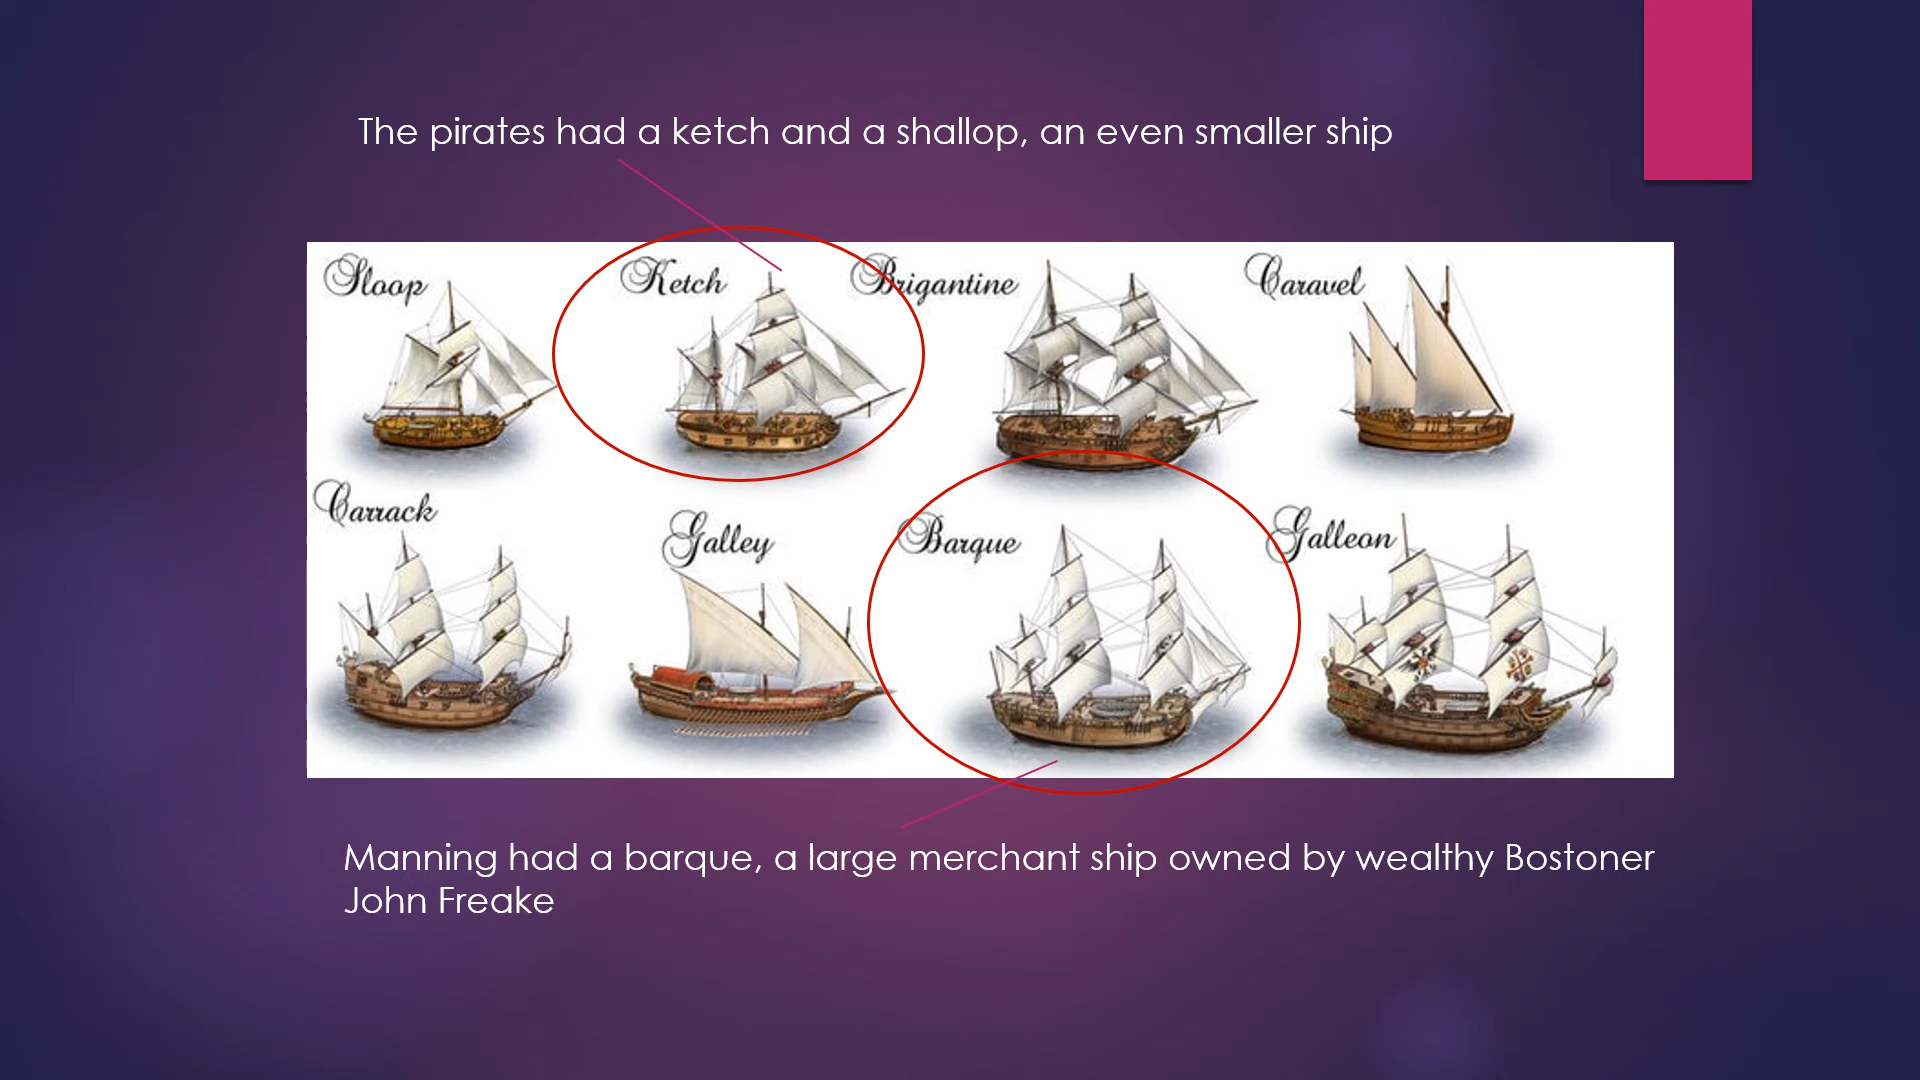 The pirates had a ketch and a shallop, an even smaller ship
Sloop
Ketch
Brigantine
Caravel
Carrack
Galley
Barque
Galleon
Manning had a barque, a large merchant ship owned by wealthy Bostoner
John Freake